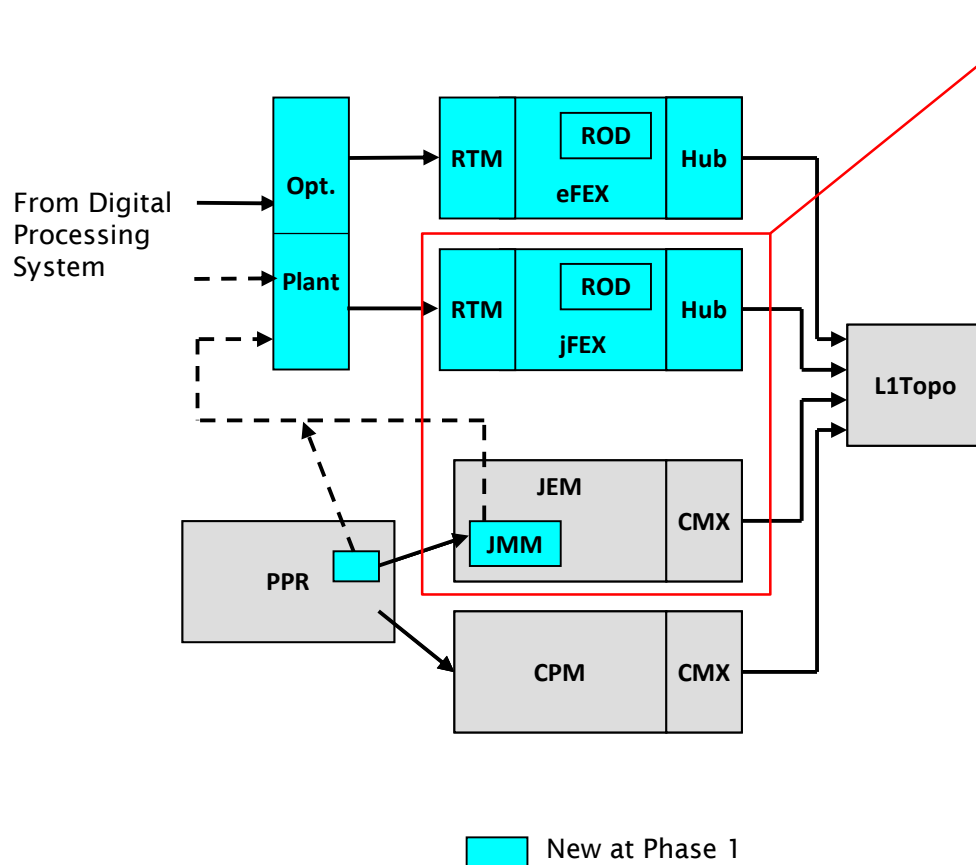 RTM
ROD
eFEX
Hub
Opt.
Plant
From Digital
Processing
System
RTM
ROD
jFEX
Hub
L1Topo
JEM
JMM
CMX
PPR
CPM
CMX
New at Phase 1